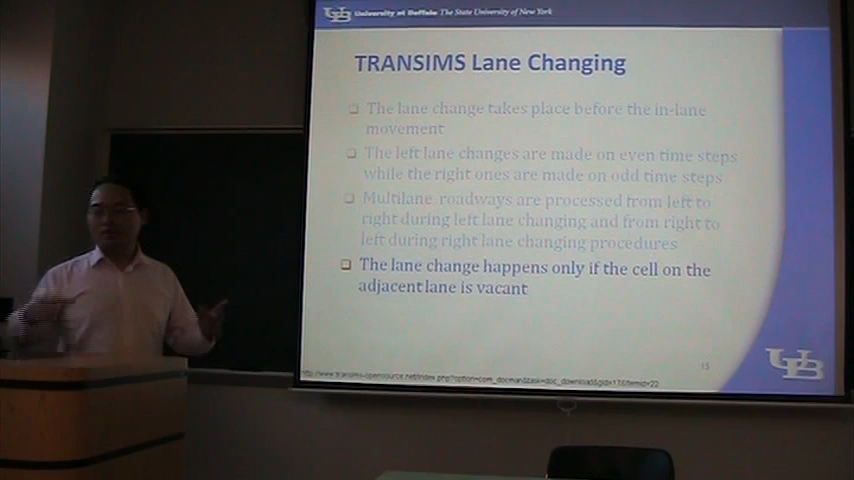 UB University at Buffalo The State University of New York
TRANSIMS Lane Changing
The lane change takes place before the in-lane
movement
The left lane changes are made on even time steps
while the right ones are made on odd time steps
Multilane roadways are processed from left to
right during left lane changing and from right to
left during right lane changing procedures
The lane change happens only if the cell on the
adjacent lane is vacant
15
UB